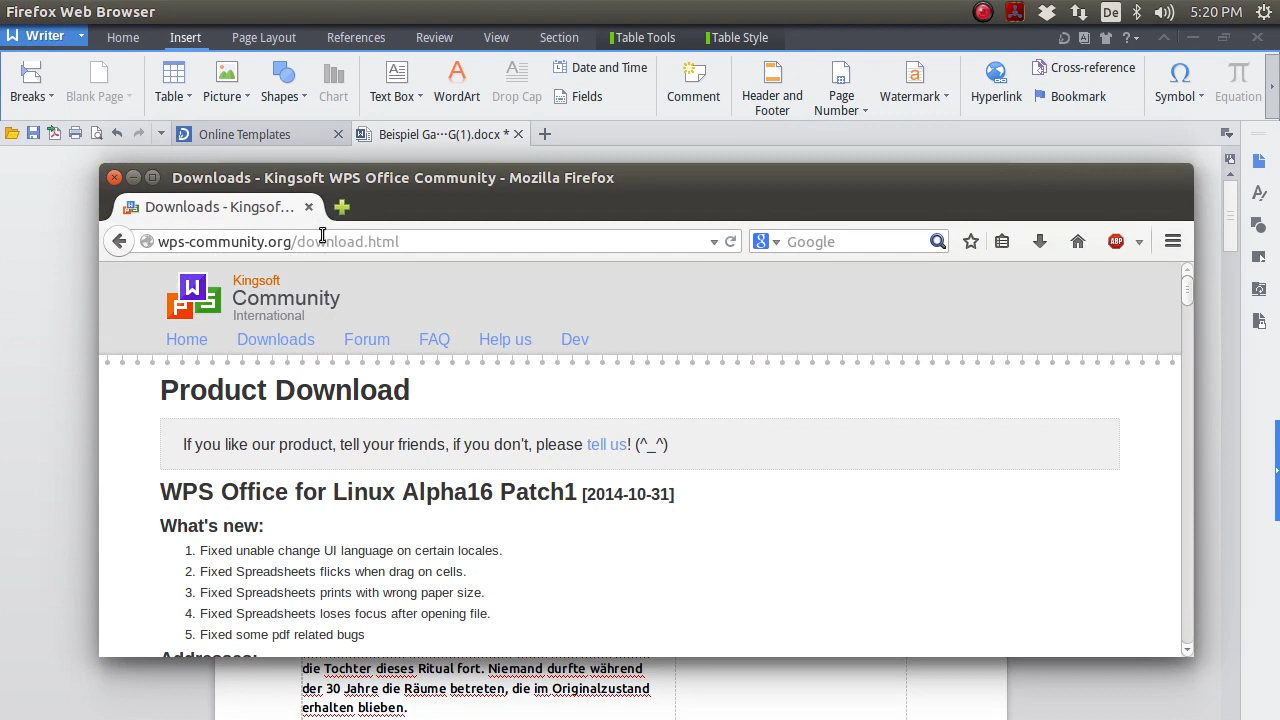 Firefox Web Browser
De
5:20 PM
W Writer
Home
Insert
Page Layout
References
Review
View
Section
Table Tools
Table Style
?
Breaks
Blank Page
Table
Picture
Shapes
Chart
Text Box
WordArt
Drop Cap
Date and Time
Fields
Comment
Header and
Footer
Page
Number
Watermark
Hyperlink
Cross-reference
Bookmark
Symbol
Equation
Online Templates
Beispiel Ga···G(1).docx *
Downloads - Kingsoft WPS Office Community - Mozilla Firefox
Downloads - Kingsof...
wps-community.org/download.html
Google
ABP
W
P
S
Kingsoft
Community
International
Home
Downloads
Forum
FAQ
Help us
Dev
Product Download
If you like our product, tell your friends, if you don't, please tell us! (^_^)
WPS Office for Linux Alpha16 Patch1 [2014-10-31]
What's new:
1. Fixed unable change UI language on certain locales.
2. Fixed Spreadsheets flicks when drag on cells.
3. Fixed Spreadsheets prints with wrong paper size.
4. Fixed Spreadsheets loses focus after opening file.
5. Fixed some pdf related bugs
Addresses:
die Tochter dieses Ritual fort. Niemand durfte während
der 30 Jahre die Räume betreten, die im Originalzustand
erhalten blieben.